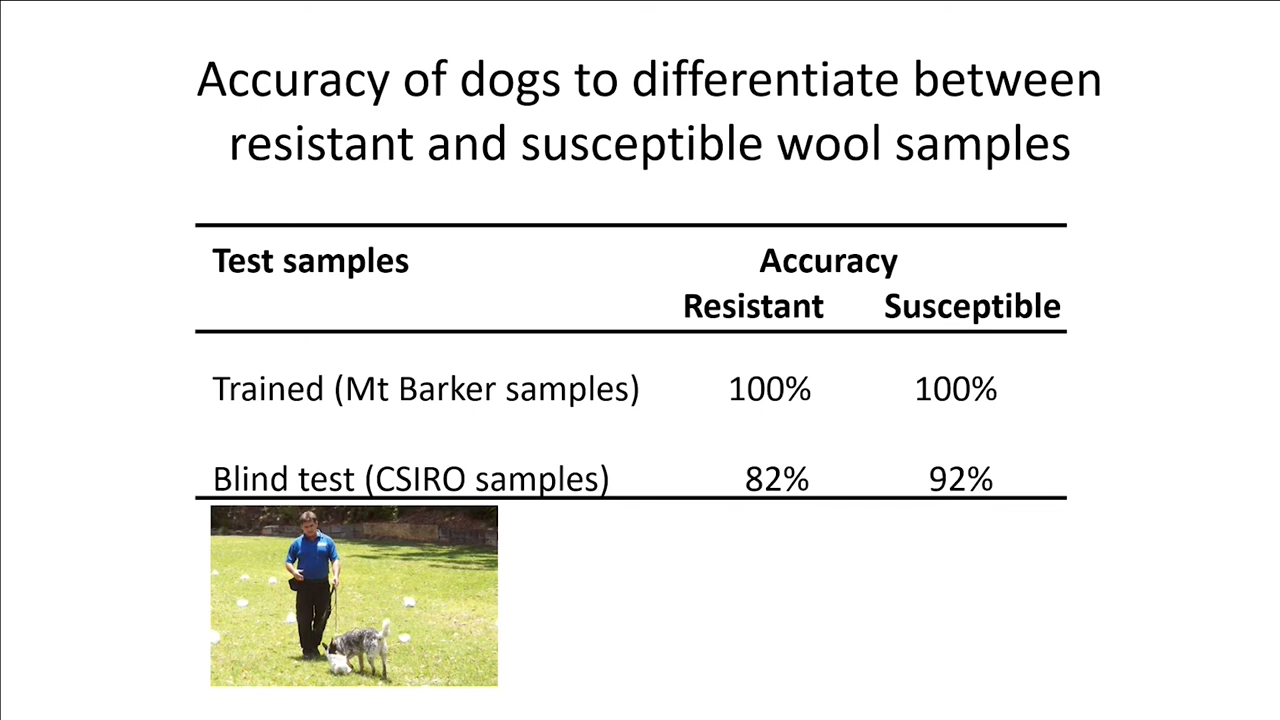 Accuracy of dogs to differentiate between
resistant and susceptible wool samples
Test samples Accuracy
Resistant Susceptible
Trained (Mt Barker samples) 100% 100%
Blind test (CSIRO samples) 82% 92%